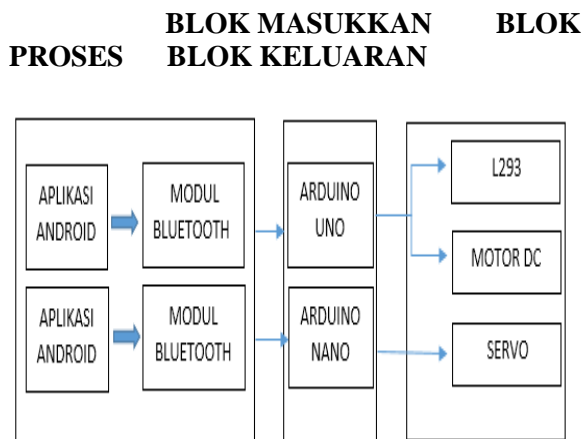 BLOK MASUKKAN BLOK
PROSES BLOK KELUARAN
APLIKASI
ANDROID
MODUL
BLUETOOTH
ARDUINO
UNO
L293
MOTOR DC
APLIKASI
ANDROID
MODUL
BLUETOOTH
ARDUINO
NANO
SERVO